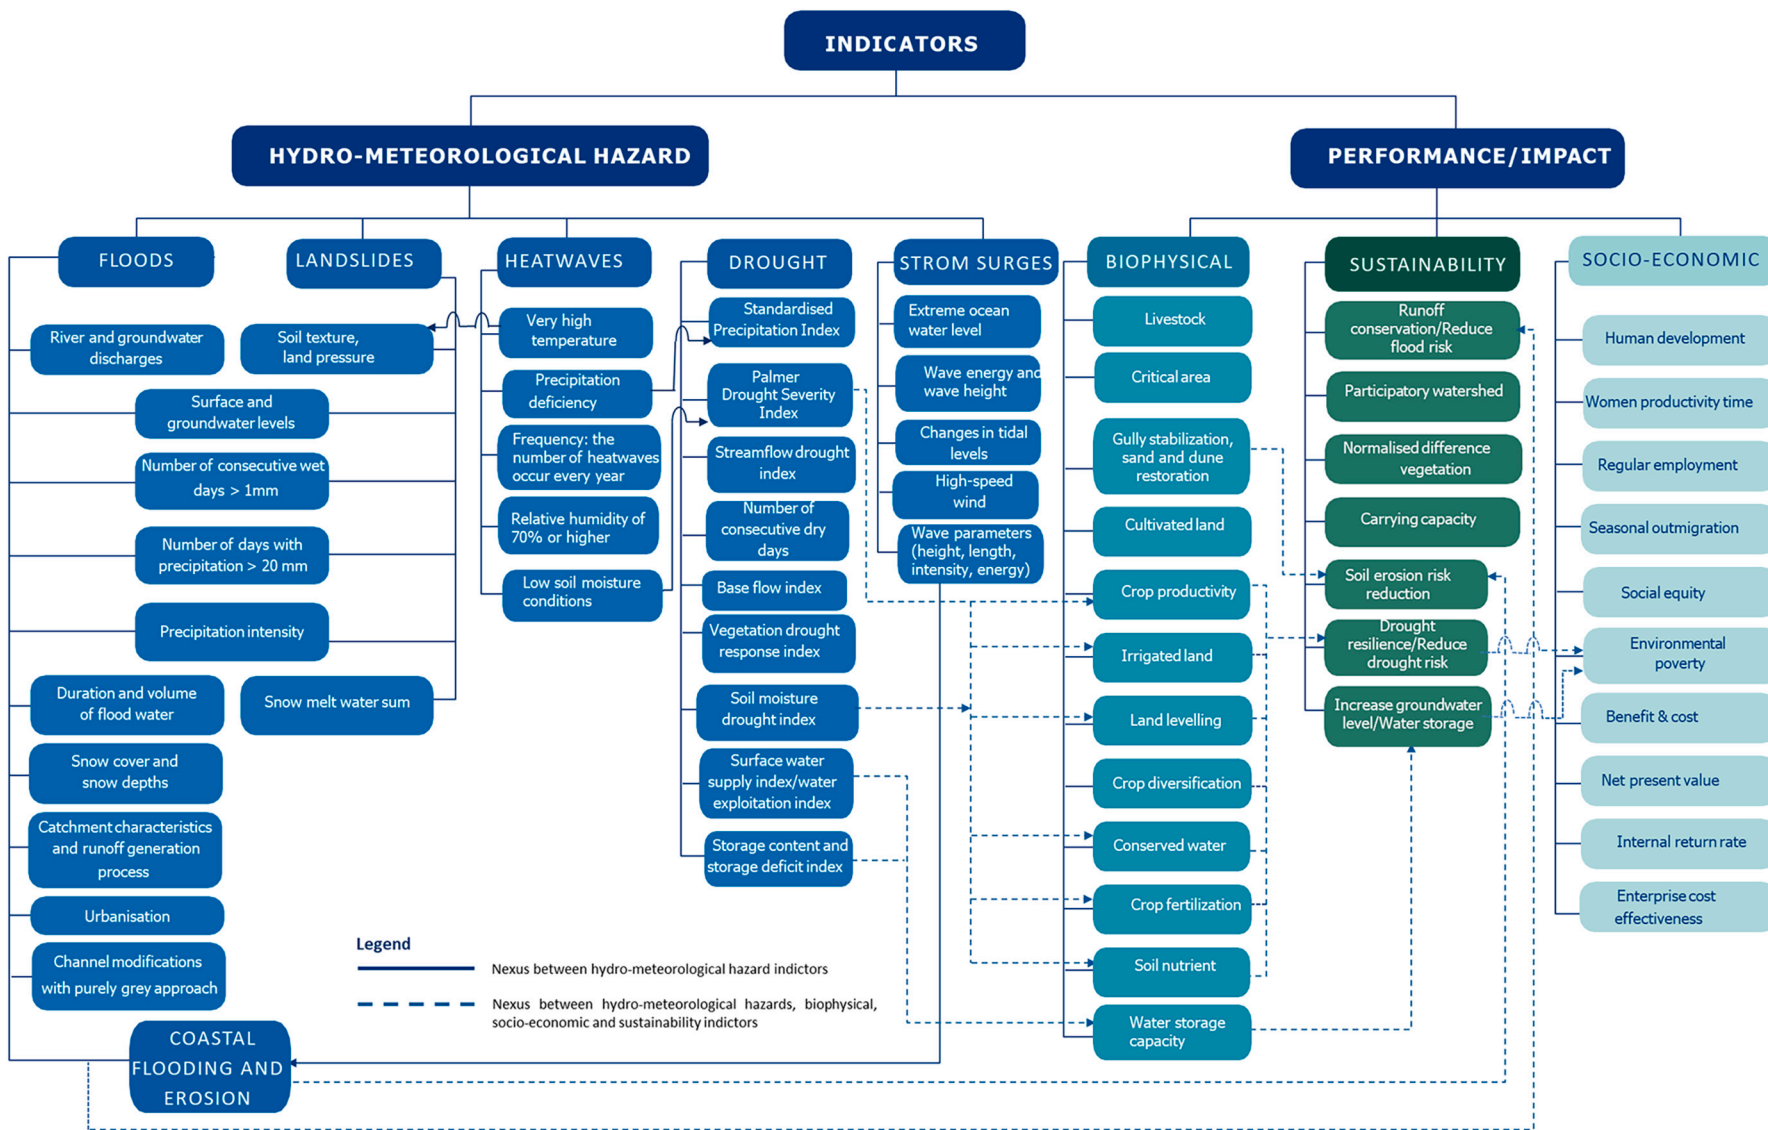 INDICATORS
HYDRO-METEOROLOGICAL HAZARD
PERFORMANCE/IMPACT
FLOODS
River and groundwater
discharges
Surface and
groundwater levels
Number of consecutive wet
days > 1mm
Number of days with
precipitation > 20 mm
Precipitation intensity
Duration and volume
of flood water
Snow cover and
snow depths
Catchment characteristics
and runoff generation
process
Urbanisation
Channel modifications
with purely grey approach
COASTAL
FLOODING AND
EROSION
LANDSLIDES
Soil texture,
land pressure
Snow melt water sum
HEATWAVES
Very high
temperature
Precipitation
deficiency
Frequency: the
number of heatwaves
occur every year
Relative humidity of
70% or higher
Low soil moisture
conditions
DROUGHT
Standardised
Precipitation Index
Palmer
Drought Severity
Index
Streamflow drought
index
Number of
consecutive dry
days
Base flow index
Vegetation drought
response index
Soil moisture
drought index
Surface water
supply index/water
exploitation index
Storage content and
storage deficit index
STROM SURGES
Extreme ocean
water level
Wave energy and
wave height
Changes in tidal
levels
High-speed
wind
Wave parameters
(height, length,
intensity, energy)
BIOPHYSICAL
Livestock
Critical area
Gully stabilization,
sand and dune
restoration
Cultivated land
Crop productivity
Irrigated land
Land levelling
Crop diversification
Conserved water
Crop fertilization
Soil nutrient
Water storage
capacity
SUSTAINABILITY
Runoff
conservation/Reduce
flood risk
Participatory watershed
Normalised difference
vegetation
Carrying capacity
Soil erosion risk
reduction
Drought
resilience/Reduce
drought risk
Increase groundwater
level/Water storage
SOCIO-ECONOMIC
Human development
Women productivity time
Regular employment
Seasonal outmigration
Social equity
Environmental
poverty
Benefit & cost
Net present value
Internal return rate
Enterprise cost
effectiveness
Legend
Nexus between hydro-meteorological hazard indictors
Nexus between hydro-meteorological hazards, biophysical,
socio-economic and sustainability indictors